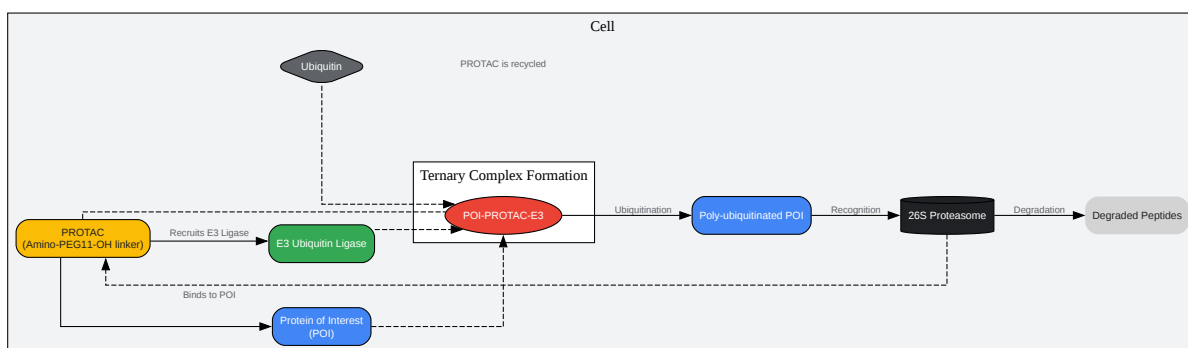 Cell
Ubiquitin
PROTAC is recycled
Ternary Complex Formation
POI-PROTAC-E3
Ubiquitination
Poly-ubiquitinated POI
Recognition
26S Proteasome
Degradation
Degraded Peptides
PROTAC
(Amino-PEG11-OH linker)
Recruits E3 Ligase
E3 Ubiquitin Ligase
Binds to POI
Protein of Interest
(POI)